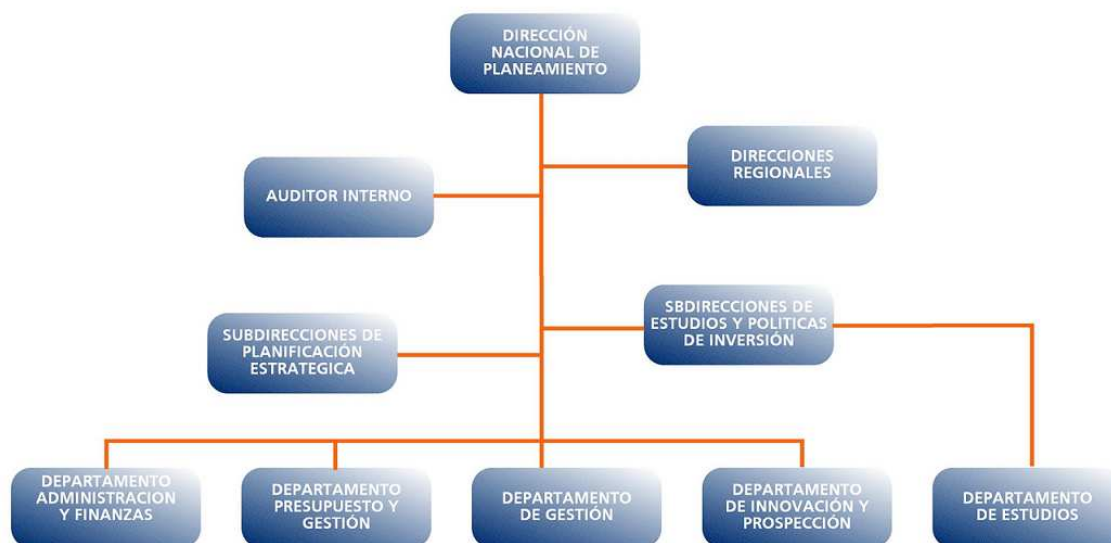 DIRECCIÓN
NACIONAL DE
PLANEAMIENTO
DIRECCIONES
REGIONALES
AUDITOR INTERNO
SBDIRECCIONES DE
ESTUDIOS Y POLITICAS
DE INVERSIÓN
SUBDIRECCIONES DE
PLANIFICACIÓN
ESTRATEGICA
DEPARTAMENTO
ADMINISTRACION
Y FINANZAS
DEPARTAMENTO
PRESUPUESTO Y
GESTIÓN
DEPARTAMENTO
DE GESTIÓN
DEPARTAMENTO
DE INNOVACIÓN Y
PROSPECCIÓN
DEPARTAMENTO
DE ESTUDIOS